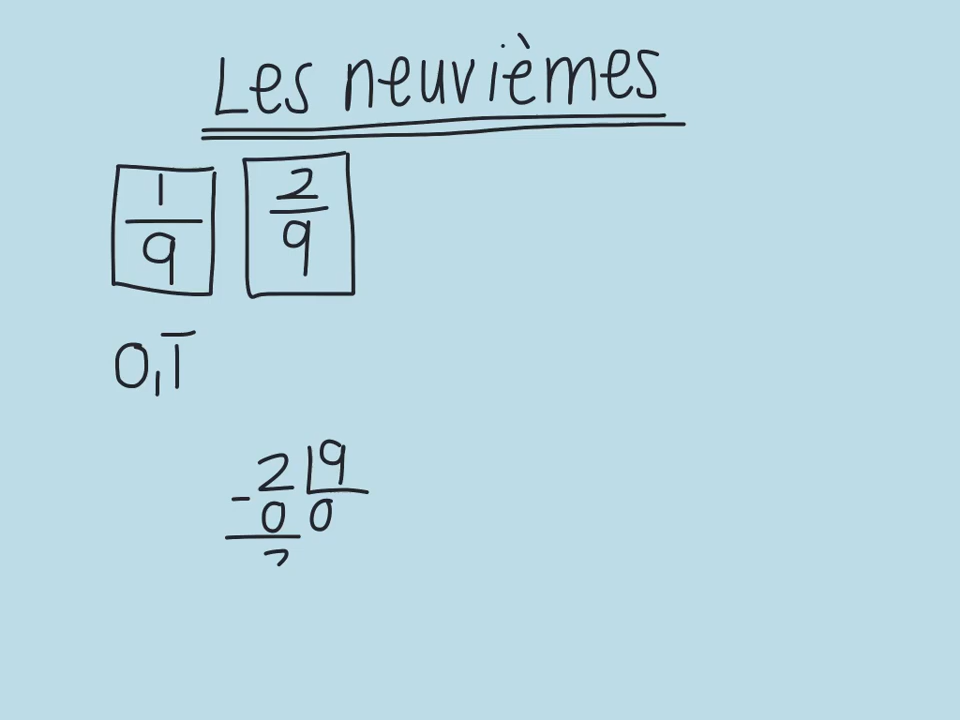 Les neuvièmes
1/9 2/9
0,1̅
- 2 | 9
0 0
2